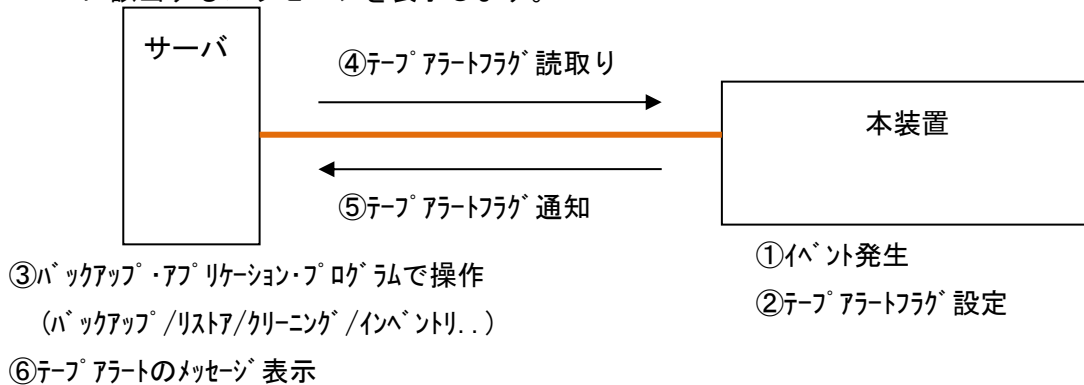 サーバ
④ﾃｰﾌﾟｱﾗｰﾄﾌﾗｸﾞ読取り
本装置
⑤ﾃｰﾌﾟｱﾗｰﾄﾌﾗｸﾞ通知
①ｲﾍﾞﾝﾄ発生
②ﾃｰﾌﾟｱﾗｰﾄﾌﾗｸﾞ設定
③ﾊﾞｯｸｱｯﾌﾟ･ｱﾌﾟﾘｹｰｼｮﾝ･ﾌﾟﾛｸﾞﾗﾑで操作
（ﾊﾞｯｸｱｯﾌﾟ/ﾘｽﾄｱ/ｸﾘｰﾆﾝｸﾞ/ｲﾝﾍﾞﾝﾄﾘ..）
⑥ﾃｰﾌﾟｱﾗｰﾄのﾒｯｾｰｼﾞ表示